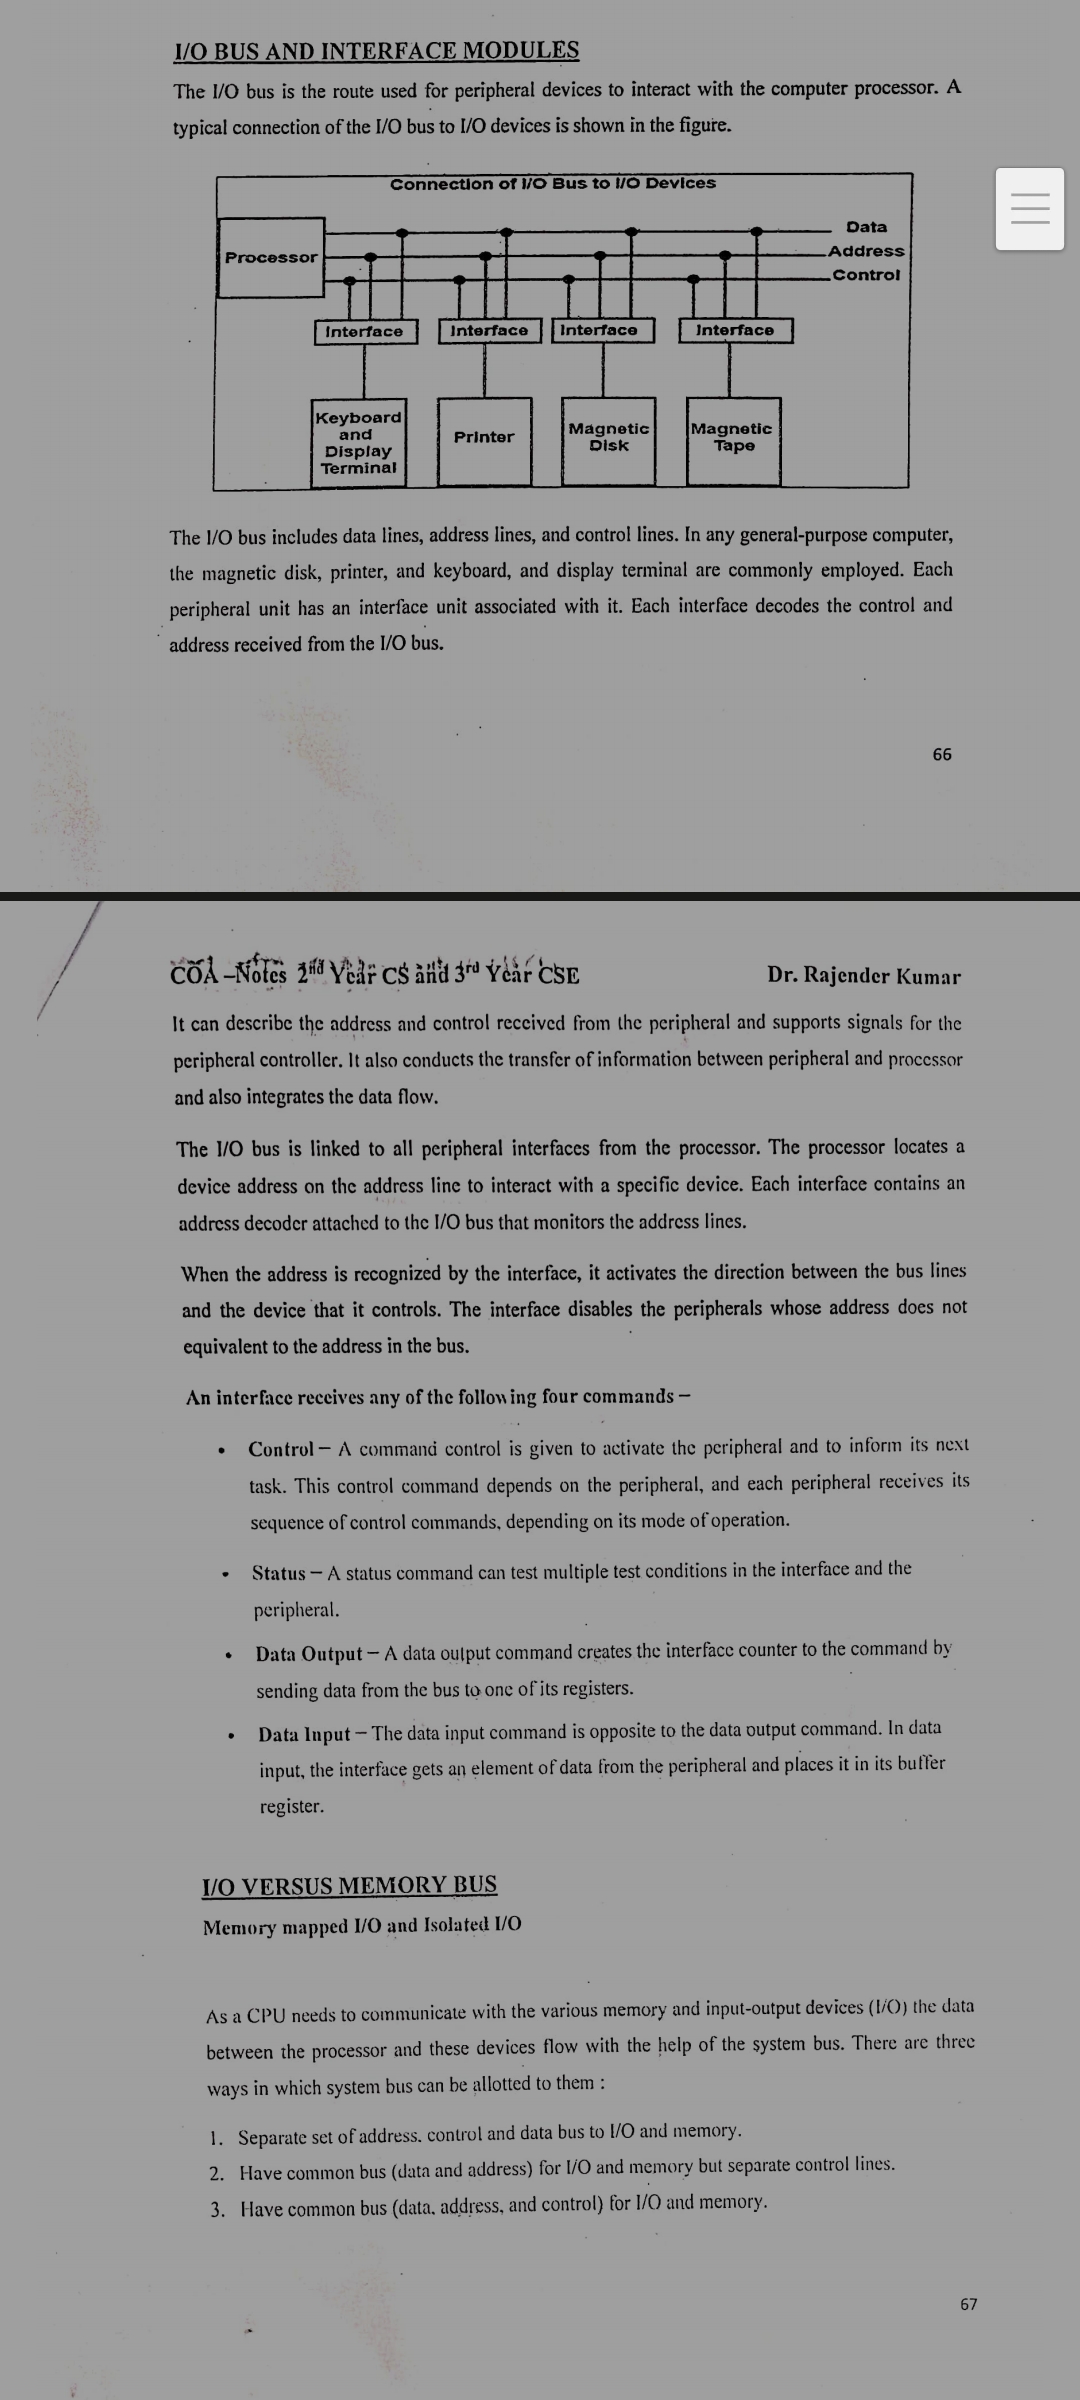 I/O BUS AND INTERFACE MODULES
The I/O bus is the route used for peripheral devices to interact with the computer processor. A
typical connection of the I/O bus to I/O devices is shown in the figure.
Connection of I/O Bus to I/O Devices
Processor
Data
Address
Control
Interface Interface Interface Interface
Keyboard
and
Display
Terminal
Printer
Magnetic
Disk
Magnetic
Tape
The I/O bus includes data lines, address lines, and control lines. In any general-purpose computer,
the magnetic disk, printer, and keyboard, and display terminal are commonly employed. Each
peripheral unit has an interface unit associated with it. Each interface decodes the control and
address received from the I/O bus.
66
COA –Notes 2nd Year CS and 3rd Year CSE Dr. Rajender Kumar
It can describe the address and control received from the peripheral and supports signals for the
peripheral controller. It also conducts the transfer of information between peripheral and processor
and also integrates the data flow.
The I/O bus is linked to all peripheral interfaces from the processor. The processor locates a
device address on the address line to interact with a specific device. Each interface contains an
address decoder attached to the I/O bus that monitors the address lines.
When the address is recognized by the interface, it activates the direction between the bus lines
and the device that it controls. The interface disables the peripherals whose address does not
equivalent to the address in the bus.
An interface receives any of the following four commands –
• Control – A command control is given to activate the peripheral and to inform its next
task. This control command depends on the peripheral, and each peripheral receives its
sequence of control commands, depending on its mode of operation.
• Status – A status command can test multiple test conditions in the interface and the
peripheral.
• Data Output – A data output command creates the interface counter to the command by
sending data from the bus to one of its registers.
• Data Input – The data input command is opposite to the data output command. In data
input, the interface gets an element of data from the peripheral and places it in its buffer
register.
I/O VERSUS MEMORY BUS
Memory mapped I/O and Isolated I/O
As a CPU needs to communicate with the various memory and input-output devices (I/O) the data
between the processor and these devices flow with the help of the system bus. There are three
ways in which system bus can be allotted to them :
1. Separate set of address, control and data bus to I/O and memory.
2. Have common bus (data and address) for I/O and memory but separate control lines.
3. Have common bus (data, address, and control) for I/O and memory.
67